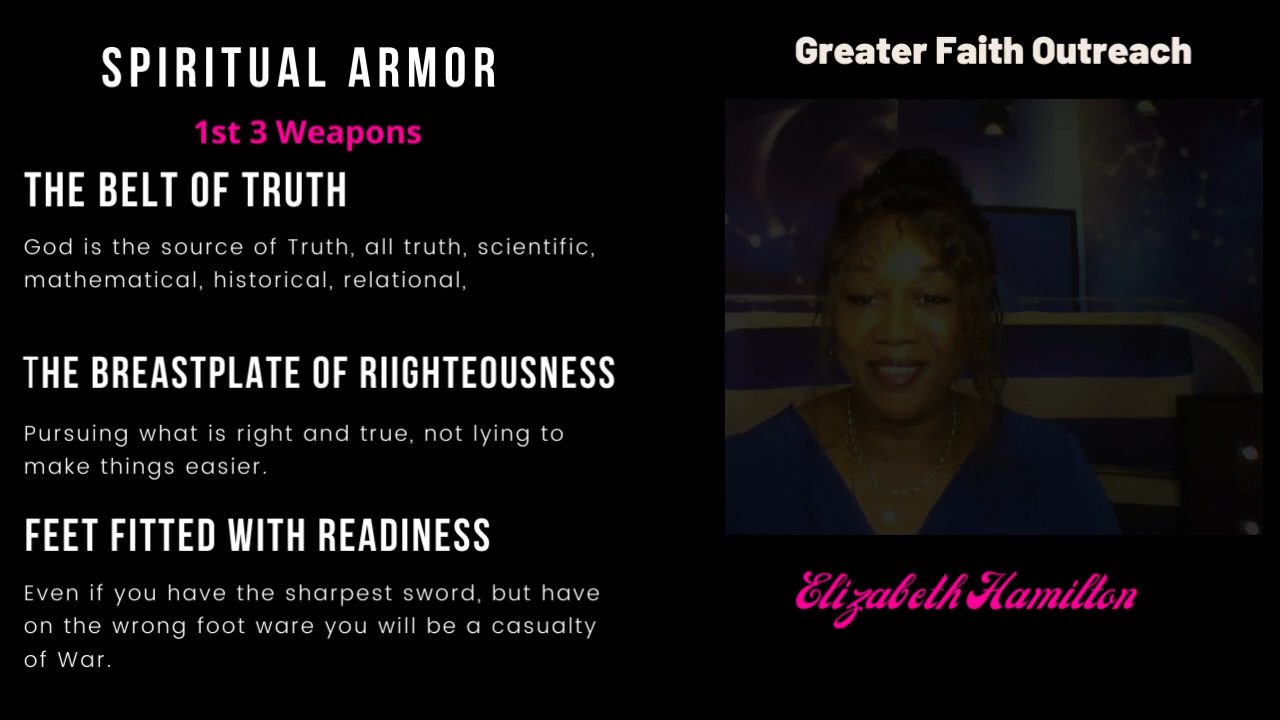 SPIRITUAL ARMOR
1st 3 Weapons
THE BELT OF TRUTH
God is the source of Truth, all truth, scientific,
mathematical, historical, relational,
THE BREASTPLATE OF RIIGHTEOUSNESS
Pursuing what is right and true, not lying to
make things easier.
FEET FITTED WITH READINESS
Even if you have the sharpest sword, but have
on the wrong foot ware you will be a casualty
of War.
Greater Faith Outreach
Elizabeth Hamilton